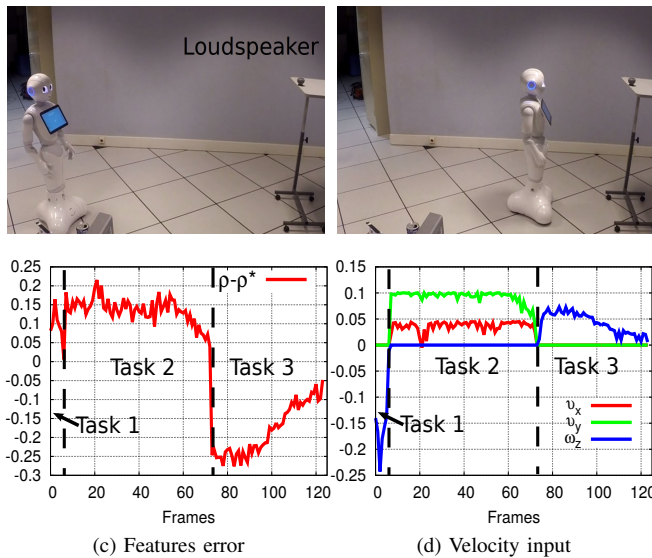 Loudspeaker
0.25
0.2
0.15
0.1
0.05
0
-0.05
-0.1
-0.15
-0.2
-0.25
-0.3
ρ-ρ*
Task 2
Task 3
Task 1
0 20 40 60 80 100 120
Frames
(c) Features error
0.15
0.1
0.05
0
-0.05
-0.1
-0.15
-0.2
-0.25
Task 2
Task 3
Task 1
υx
υy
ωz
0 20 40 60 80 100 120
Frames
(d) Velocity input